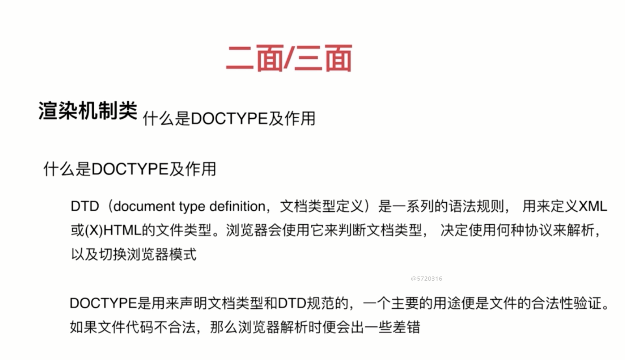 二面/三面
渲染机制类 什么是DOCTYPE及作用
什么是DOCTYPE及作用
DTD（document type definition，文档类型定义）是一系列的语法规则， 用来定义XML
或(X)HTML的文件类型。浏览器会使用它来判断文档类型， 决定使用何种协议来解析，
以及切换浏览器模式
DOCTYPE是用来声明文档类型和DTD规范的，一个主要的用途便是文件的合法性验证。
如果文件代码不合法，那么浏览器解析时便会出一些差错